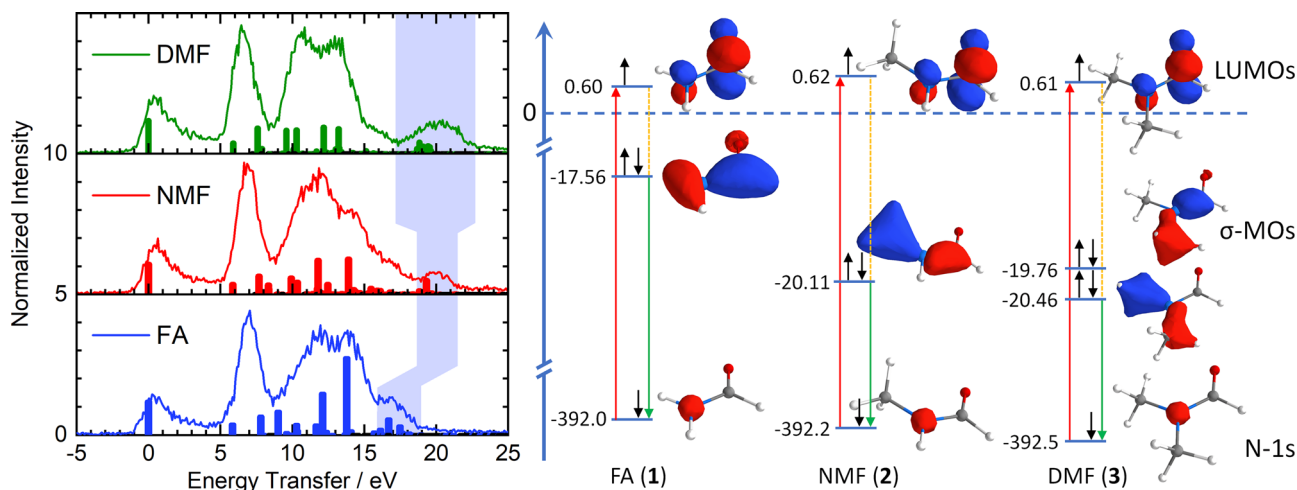 DMF
10
NMF
5
FA
0
Normalized Intensity
-5 0 5 10 15 20 25
Energy Transfer / eV
0
0.60
-17.56
-392.0
FA (1)
0.62
-20.11
-392.2
NMF (2)
0.61
-19.76
-20.46
-392.5
DMF (3)
LUMOs
σ-MOs
N-1s